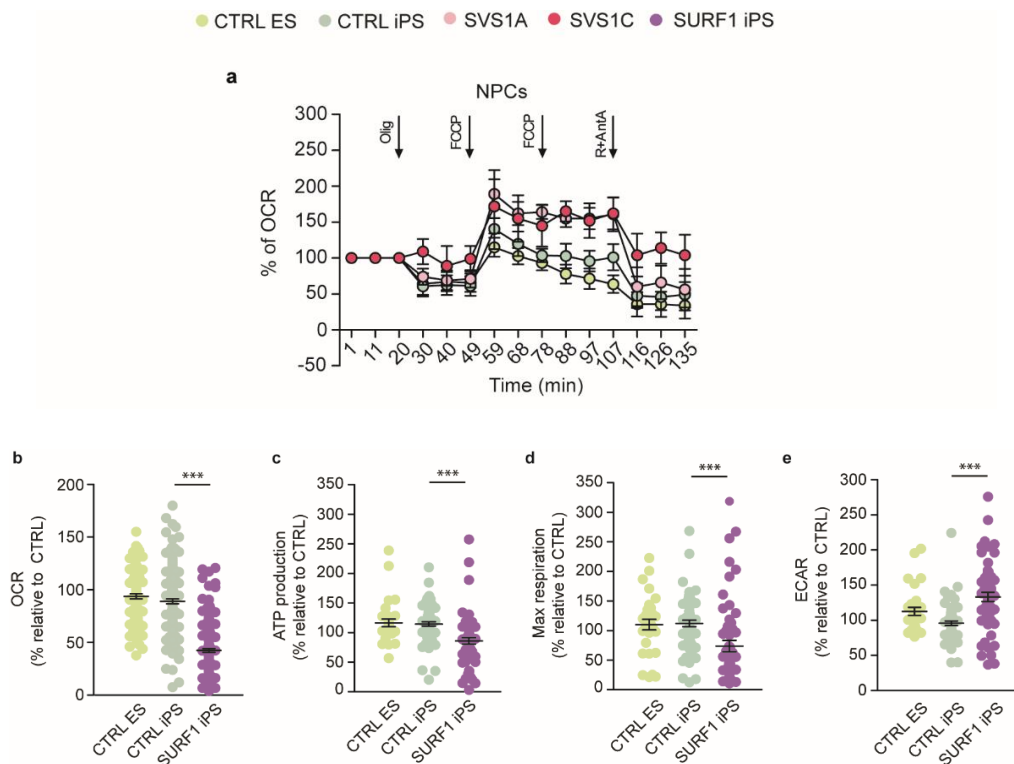 CTRL ES CTRL iPS SVS1A SVS1C SURF1 iPS
a
NPCs
Olig
FCCP
FCCP
R+AntA
% of OCR
300
250
200
150
100
50
0
-50
1 11 20 30 40 49 59 68 78 88 97 107 116 126 135
Time (min)
b
***
OCR
(% relative to CTRL)
200
150
100
50
0
CTRL ES
CTRL iPS
SURF1 iPS
c
***
ATP production
(% relative to CTRL)
350
300
250
200
150
100
50
0
CTRL ES
CTRL iPS
SURF1 iPS
d
***
Max respiration
(% relative to CTRL)
350
300
250
200
150
100
50
0
CTRL ES
CTRL iPS
SURF1 iPS
e
***
ECAR
(% relative to CTRL)
300
250
200
150
100
50
0
CTRL ES
CTRL iPS
SURF1 iPS